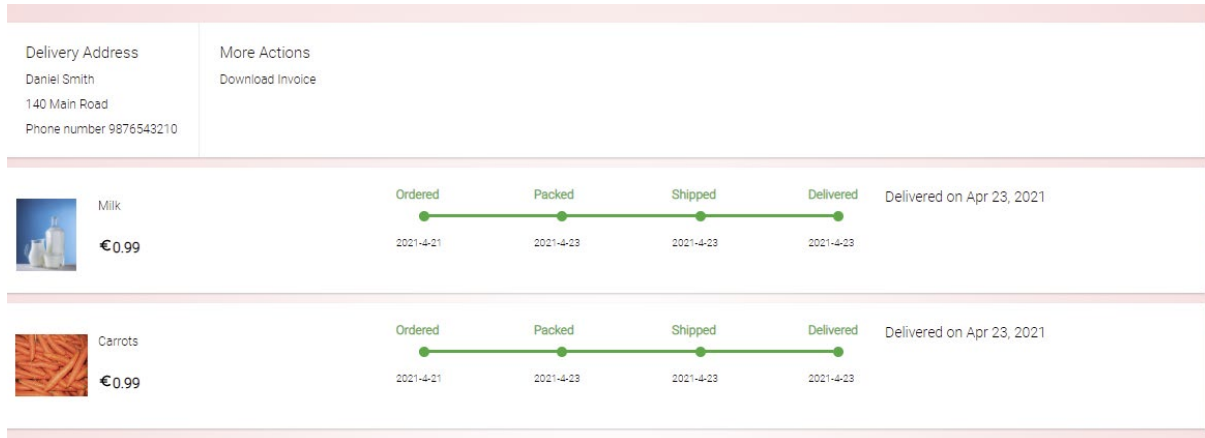 Delivery Address
Daniel Smith
140 Main Road
Phone number 9876543210
More Actions
Download Invoice
Milk
€0.99
Ordered Packed Shipped Delivered
2021-4-21 2021-4-23 2021-4-23 2021-4-23
Delivered on Apr 23, 2021
Carrots
€0.99
Ordered Packed Shipped Delivered
2021-4-21 2021-4-23 2021-4-23 2021-4-23
Delivered on Apr 23, 2021